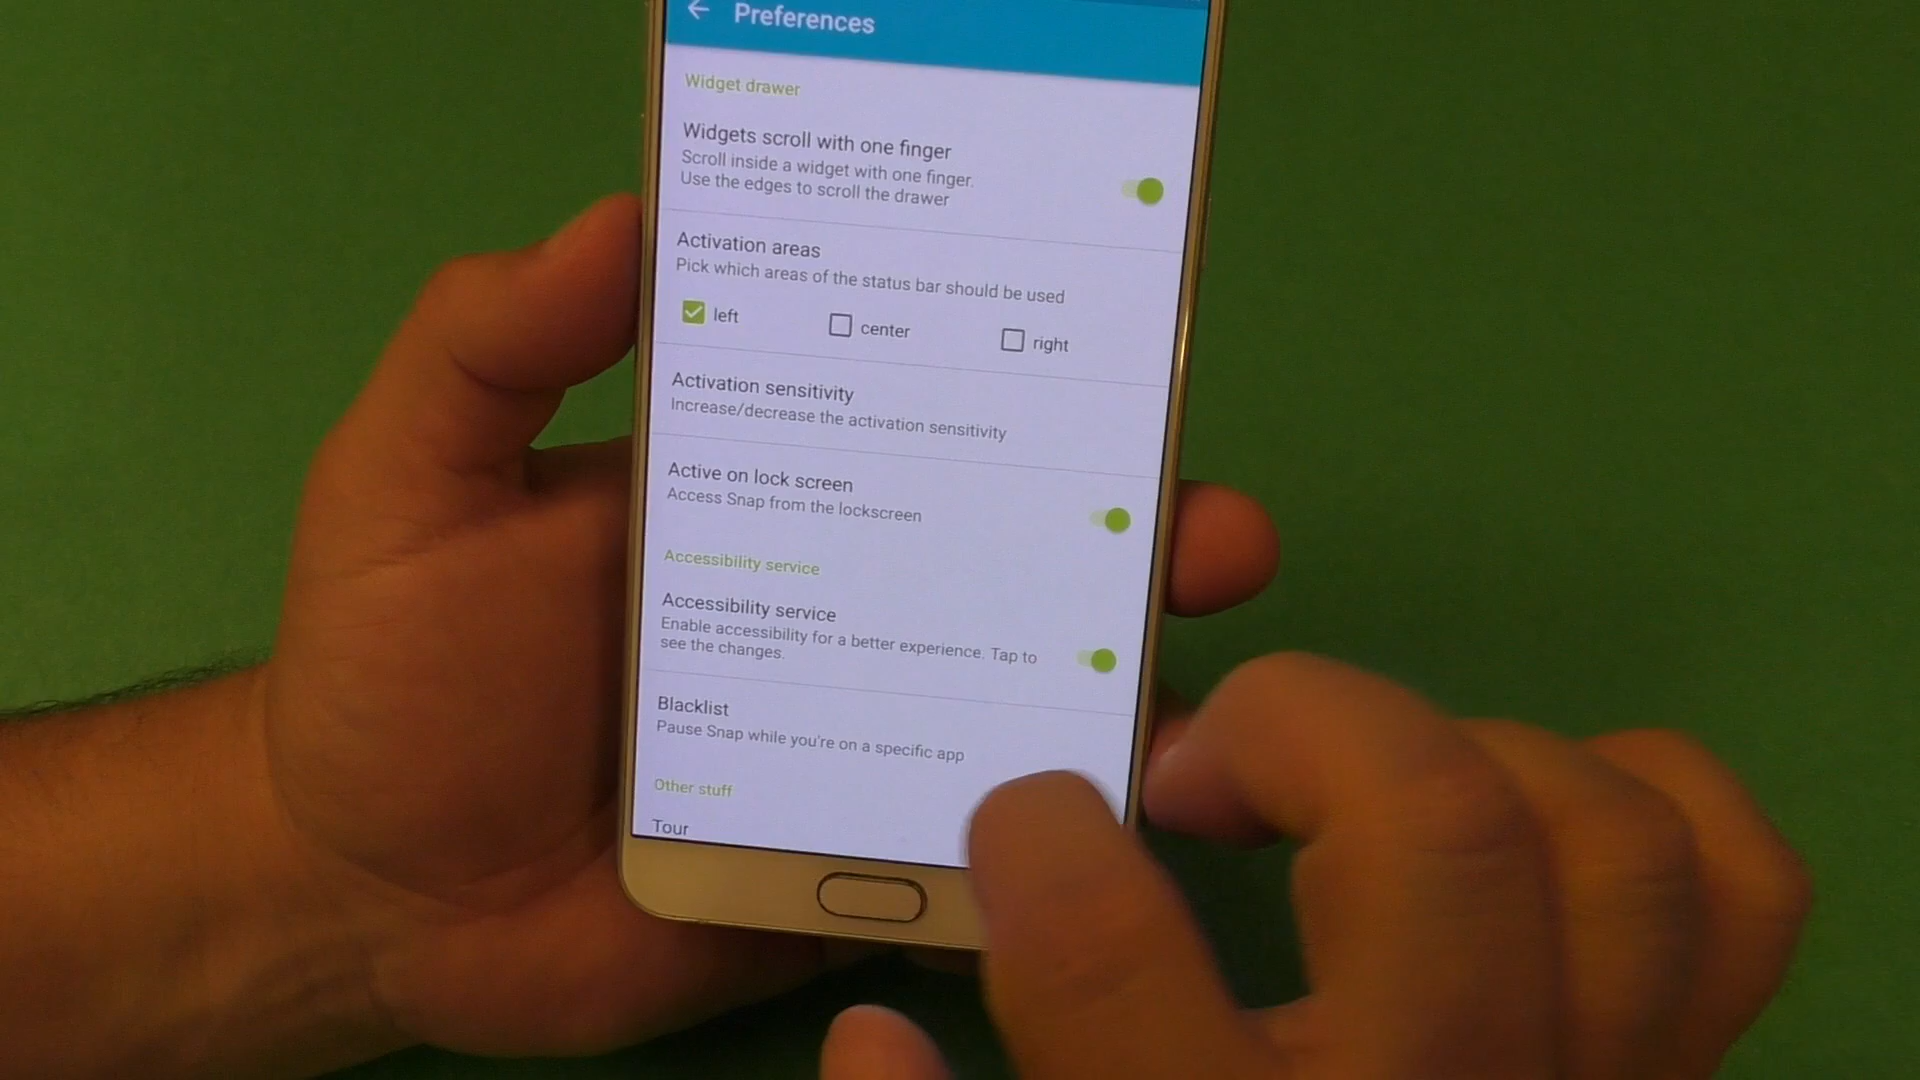 Preferences
Widget drawer
Widgets scroll with one finger
Scroll inside a widget with one finger.
Use the edges to scroll the drawer
Activation areas
Pick which areas of the status bar should be used
left center right
Activation sensitivity
Increase/decrease the activation sensitivity
Active on lock screen
Access Snap from the lockscreen
Accessibility service
Accessibility service
Enable accessibility for a better experience. Tap to
see the changes.
Blacklist
Pause Snap while you're on a specific app
Other stuff
Tour